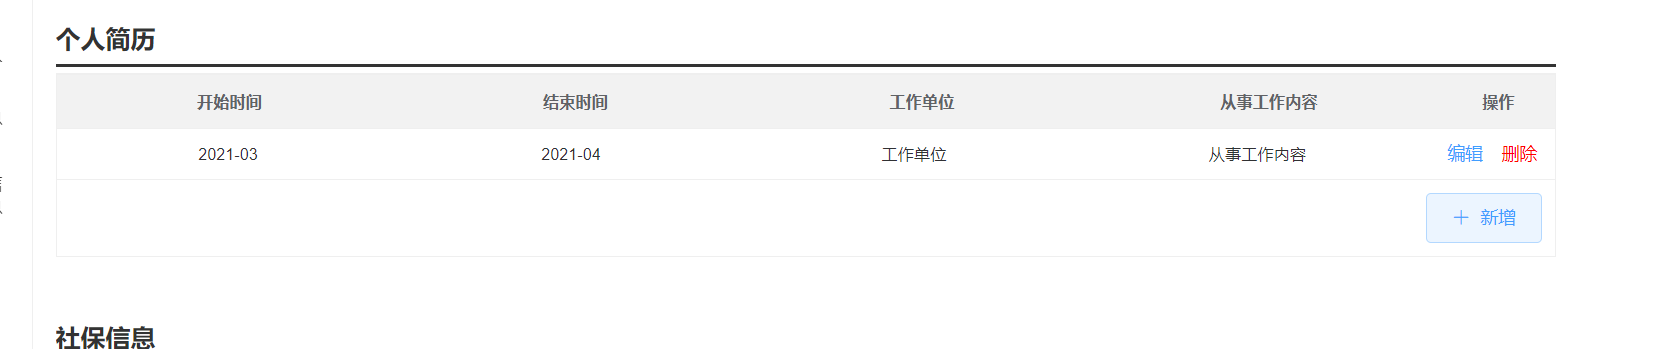 个人简历
开始时间 结束时间 工作单位 从事工作内容 操作
2021-03 2021-04 工作单位 从事工作内容 编辑 删除
+ 新增
社保信息